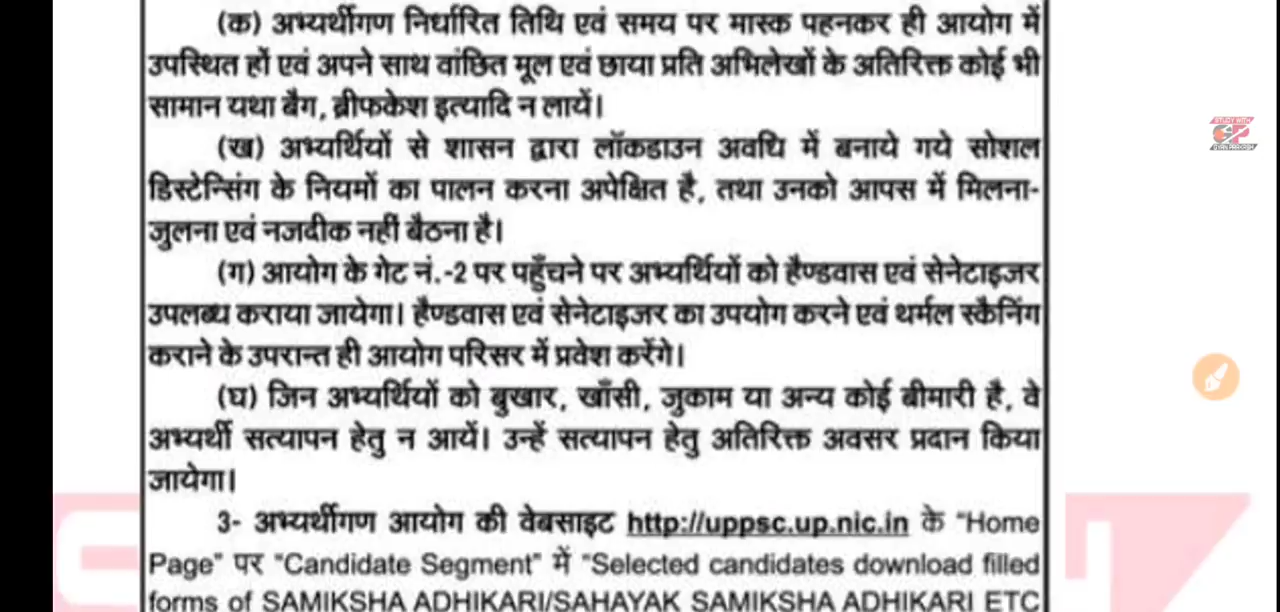 (क) अभ्यर्थीगण निर्धारित तिथि एवं समय पर मास्क पहनकर ही आयोग में
उपस्थित हों एवं अपने साथ वांछित मूल एवं छाया प्रति अभिलेखों के अतिरिक्त कोई भी
सामान यथा बैग, ब्रीफकेश इत्यादि न लायें।
(ख) अभ्यर्थियों से शासन द्वारा लॉकडाउन अवधि में बनाये गये सोशल
डिस्टेन्सिंग के नियमों का पालन करना अपेक्षित है, तथा उनको आपस में मिलना-
जुलना एवं नजदीक नहीं बैठना है।
(ग) आयोग के गेट नं.-2 पर पहुँचने पर अभ्यर्थियों को हैण्डवास एवं सेनेटाइजर
उपलब्ध कराया जायेगा। हैण्डवास एवं सेनेटाइजर का उपयोग करने एवं थर्मल स्कैनिंग
कराने के उपरान्त ही आयोग परिसर में प्रवेश करेंगे।
(घ) जिन अभ्यर्थियों को बुखार, खाँसी, जुकाम या अन्य कोई बीमारी है, वे
अभ्यर्थी सत्यापन हेतु न आयें। उन्हें सत्यापन हेतु अतिरिक्त अवसर प्रदान किया
जायेगा।
3- अभ्यर्थीगण आयोग की वेबसाइट http://uppsc.up.nic.in के "Home
Page" पर "Candidate Segment" में "Selected candidates download filled
forms of SAMIKSHA ADHIKARI/SAHAYAK SAMIKSHA ADHIKARI ETC
STUDY WITH